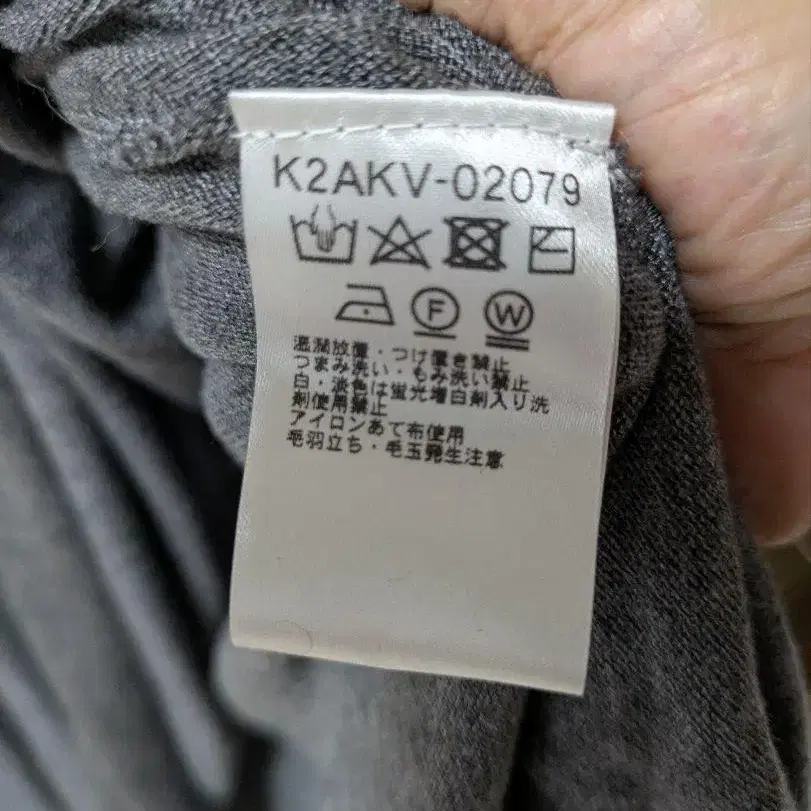 K2AKV-02079
F W
湿潤放置・つけ置き禁止
つまみ洗い・もみ洗い禁止
白・淡色は蛍光増白剤入り洗
剤使用禁止
アイロンあて布使用
毛羽立ち・毛玉発生注意